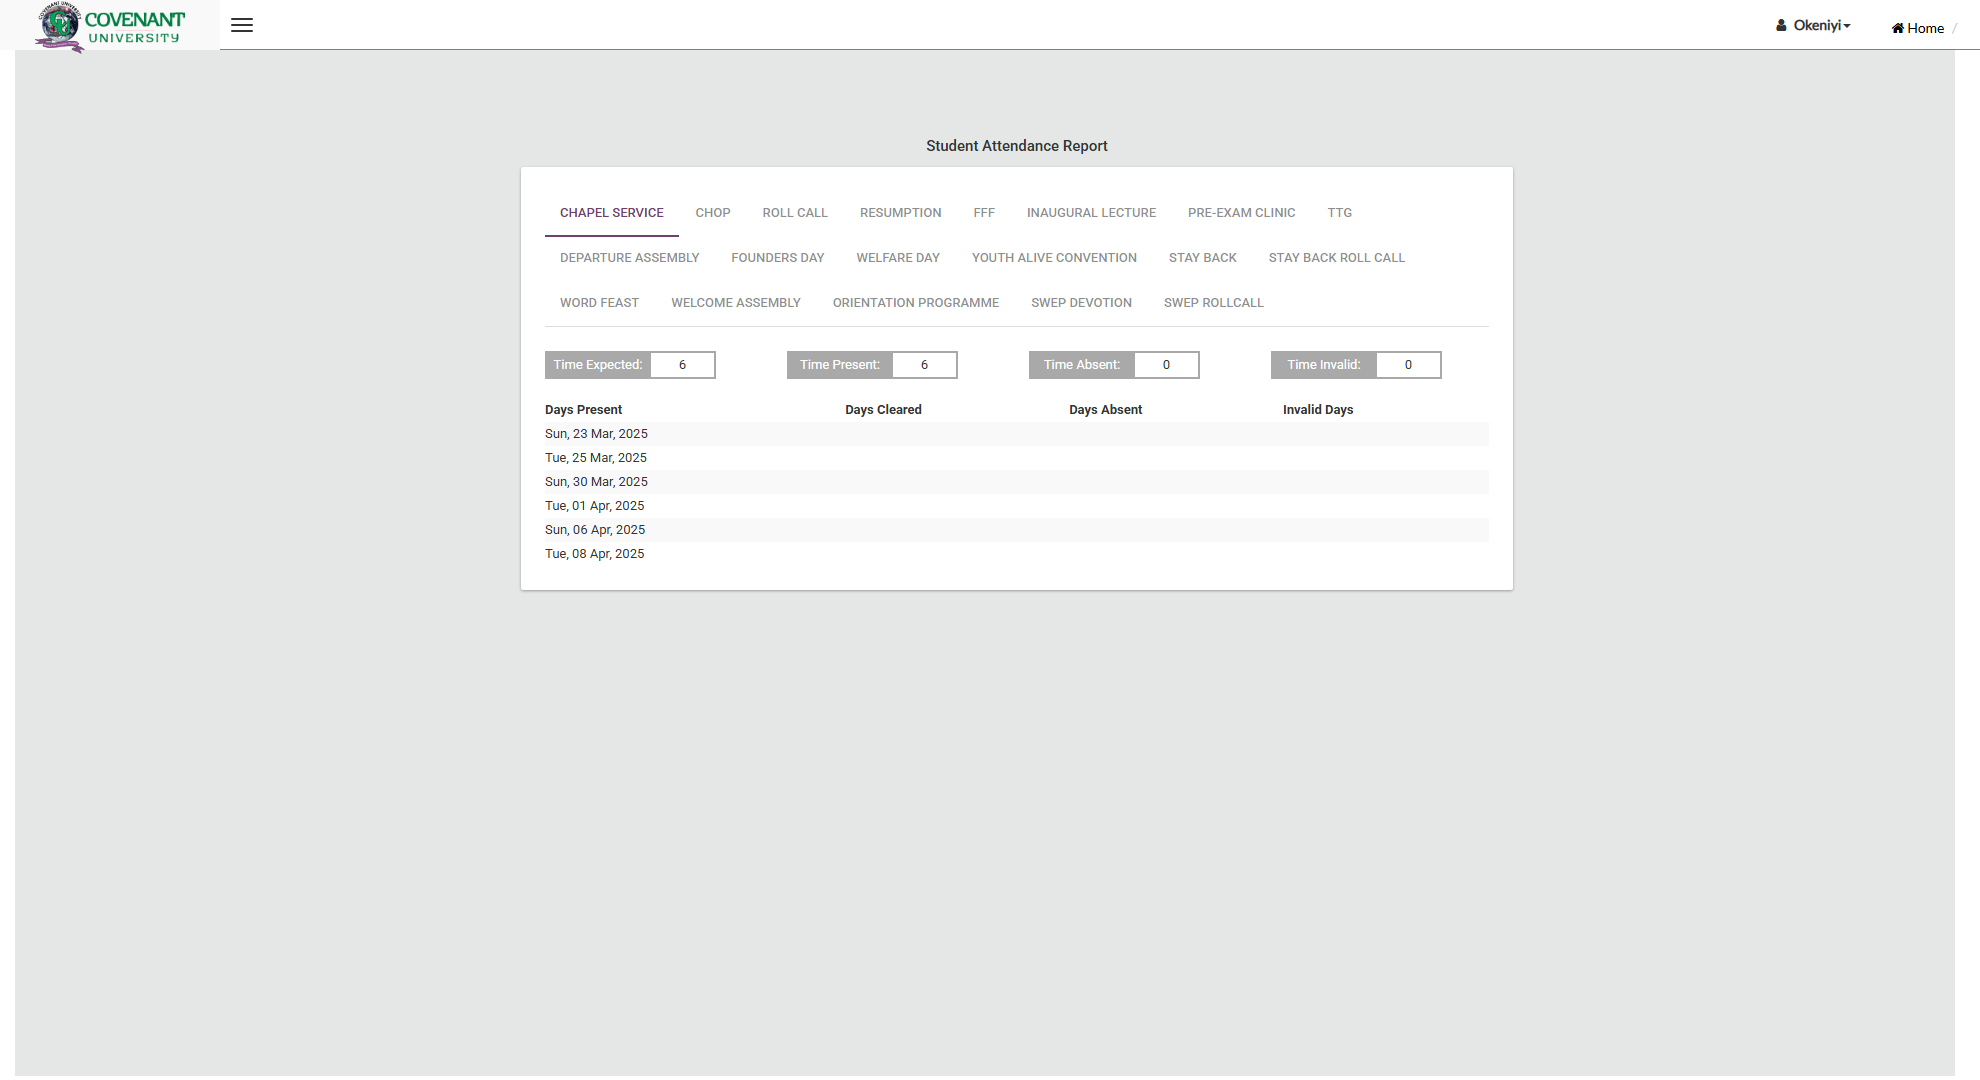 COVENANT UNIVERSITY
COVENANT
UNIVERSITY
Okeniyi
Home /
Student Attendance Report
CHAPEL SERVICE CHOP ROLL CALL RESUMPTION FFF INAUGURAL LECTURE PRE-EXAM CLINIC TTG
DEPARTURE ASSEMBLY FOUNDERS DAY WELFARE DAY YOUTH ALIVE CONVENTION STAY BACK STAY BACK ROLL CALL
WORD FEAST WELCOME ASSEMBLY ORIENTATION PROGRAMME SWEP DEVOTION SWEP ROLLCALL
Time Expected: 6 Time Present: 6 Time Absent: 0 Time Invalid: 0
Days Present Days Cleared Days Absent Invalid Days
Sun, 23 Mar, 2025
Tue, 25 Mar, 2025
Sun, 30 Mar, 2025
Tue, 01 Apr, 2025
Sun, 06 Apr, 2025
Tue, 08 Apr, 2025